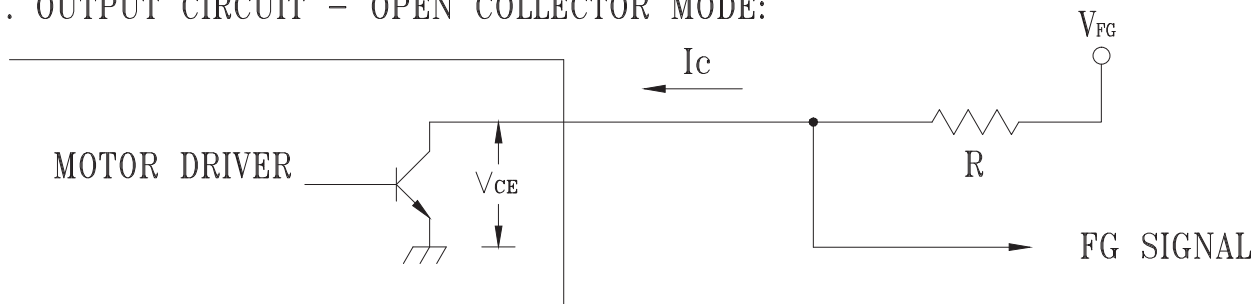 . OUTPUT CIRCUIT - OPEN COLLECTOR MODE:
VFG
Ic
MOTOR DRIVER
VCE
R
FG SIGNAL